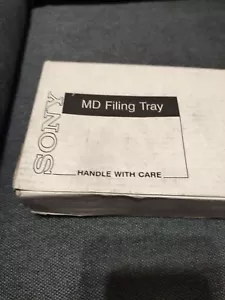 SONY
MD Filing Tray
HANDLE WITH CARE